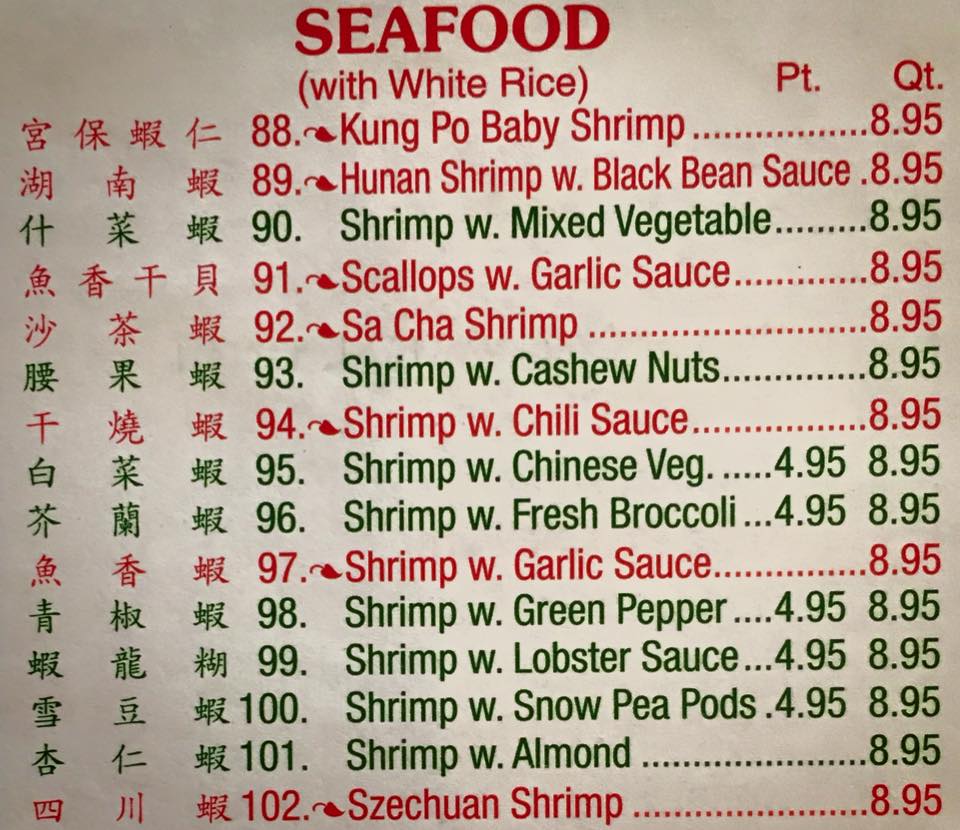 SEAFOOD
(with White Rice) Pt. Qt.
宮保蝦仁 88. Kung Po Baby Shrimp ................. 8.95
湖南蝦 89. Hunan Shrimp w. Black Bean Sauce . 8.95
什菜蝦 90. Shrimp w. Mixed Vegetable......... 8.95
魚香干貝 91. Scallops w. Garlic Sauce............. 8.95
沙茶蝦 92. Sa Cha Shrimp ........................... 8.95
腰果蝦 93. Shrimp w. Cashew Nuts.............. 8.95
干燒蝦 94. Shrimp w. Chili Sauce................. 8.95
白菜蝦 95. Shrimp w. Chinese Veg. ..... 4.95 8.95
芥蘭蝦 96. Shrimp w. Fresh Broccoli ... 4.95 8.95
魚香蝦 97. Shrimp w. Garlic Sauce............... 8.95
青椒蝦 98. Shrimp w. Green Pepper .... 4.95 8.95
蝦龍糊 99. Shrimp w. Lobster Sauce... 4.95 8.95
雪豆蝦 100. Shrimp w. Snow Pea Pods . 4.95 8.95
杏仁蝦 101. Shrimp w. Almond ...................... 8.95
四川蝦 102. Szechuan Shrimp ....................... 8.95